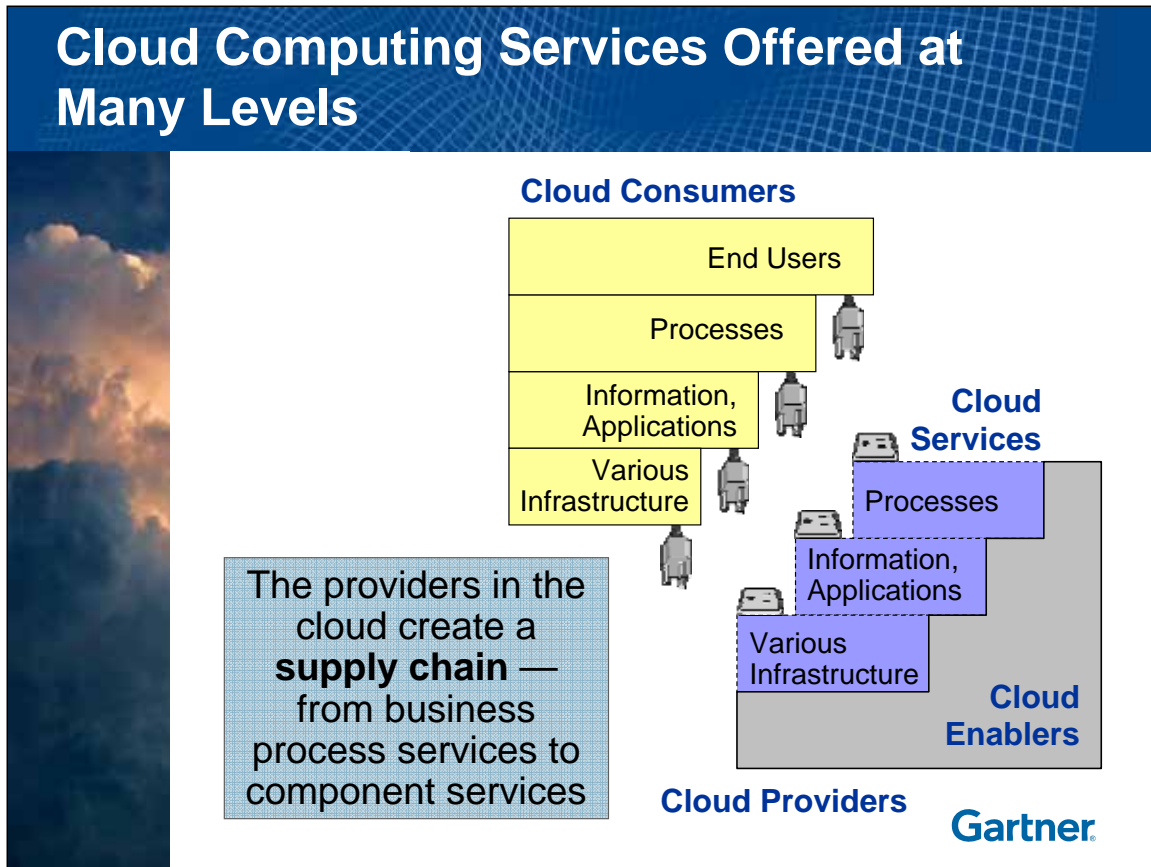 Cloud Computing Services Offered at
Many Levels
Cloud Consumers
End Users
Processes
Information,
Applications
Various
Infrastructure
Cloud
Services
Processes
Information,
Applications
Various
Infrastructure
Cloud
Enablers
Cloud Providers
The providers in the
cloud create a
supply chain —
from business
process services to
component services
Gartner®